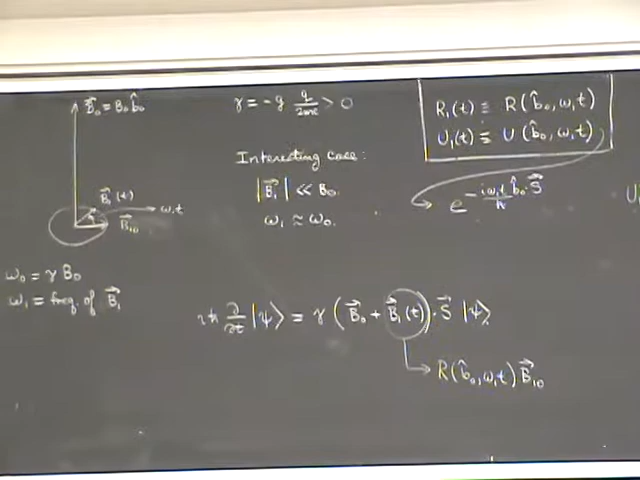 B⃗₀ = B₀ b̂₀
B⃗₁(t)
ω₁t
B⃗₁₀
ω₀ = γ B₀
ω₁ = freq. of B⃗₁
γ = -g q/2mc > 0
Interesting case:
|B⃗₁| ≪ B₀
ω₁ ≈ ω₀.
R₁(t) ≡ R(b̂₀, ω₁t)
U₁(t) ≡ U(b̂₀, ω₁t)
e^(-iω₁t/ħ b̂₀·S⃗)
iħ ∂/∂t |ψ⟩ = γ (B⃗₀ + B⃗₁(t))·S⃗ |ψ⟩
R(b̂₀, ω₁t) B⃗₁₀